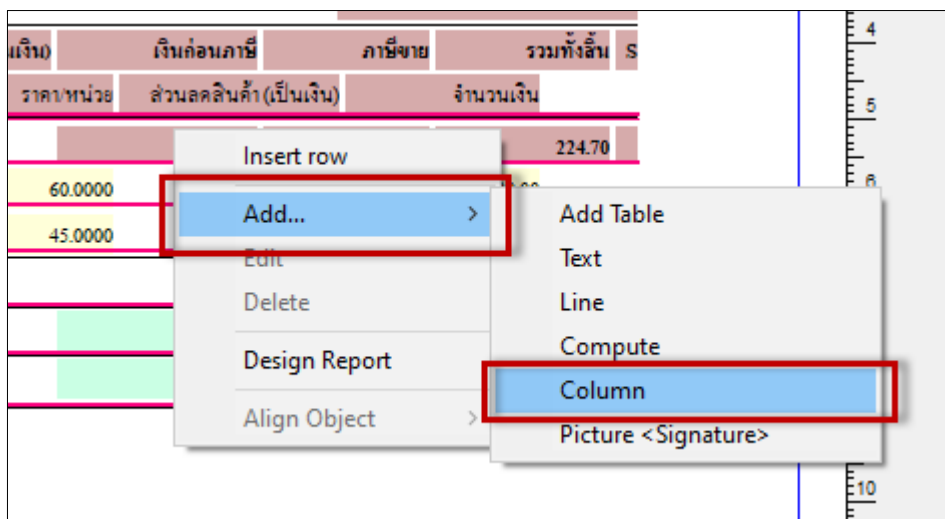 เงิน) เงินก่อนภาษี ภาษีขาย รวมทั้งสิ้น S
ราคา/หน่วย ส่วนลดสินค้า (เป็นเงิน) จำนวนเงิน
224.70
60.0000
45.0000
Insert row
Add...
Edit
Delete
Design Report
Align Object
Add Table
Text
Line
Compute
Column
Picture <Signature>
4
5
6
10